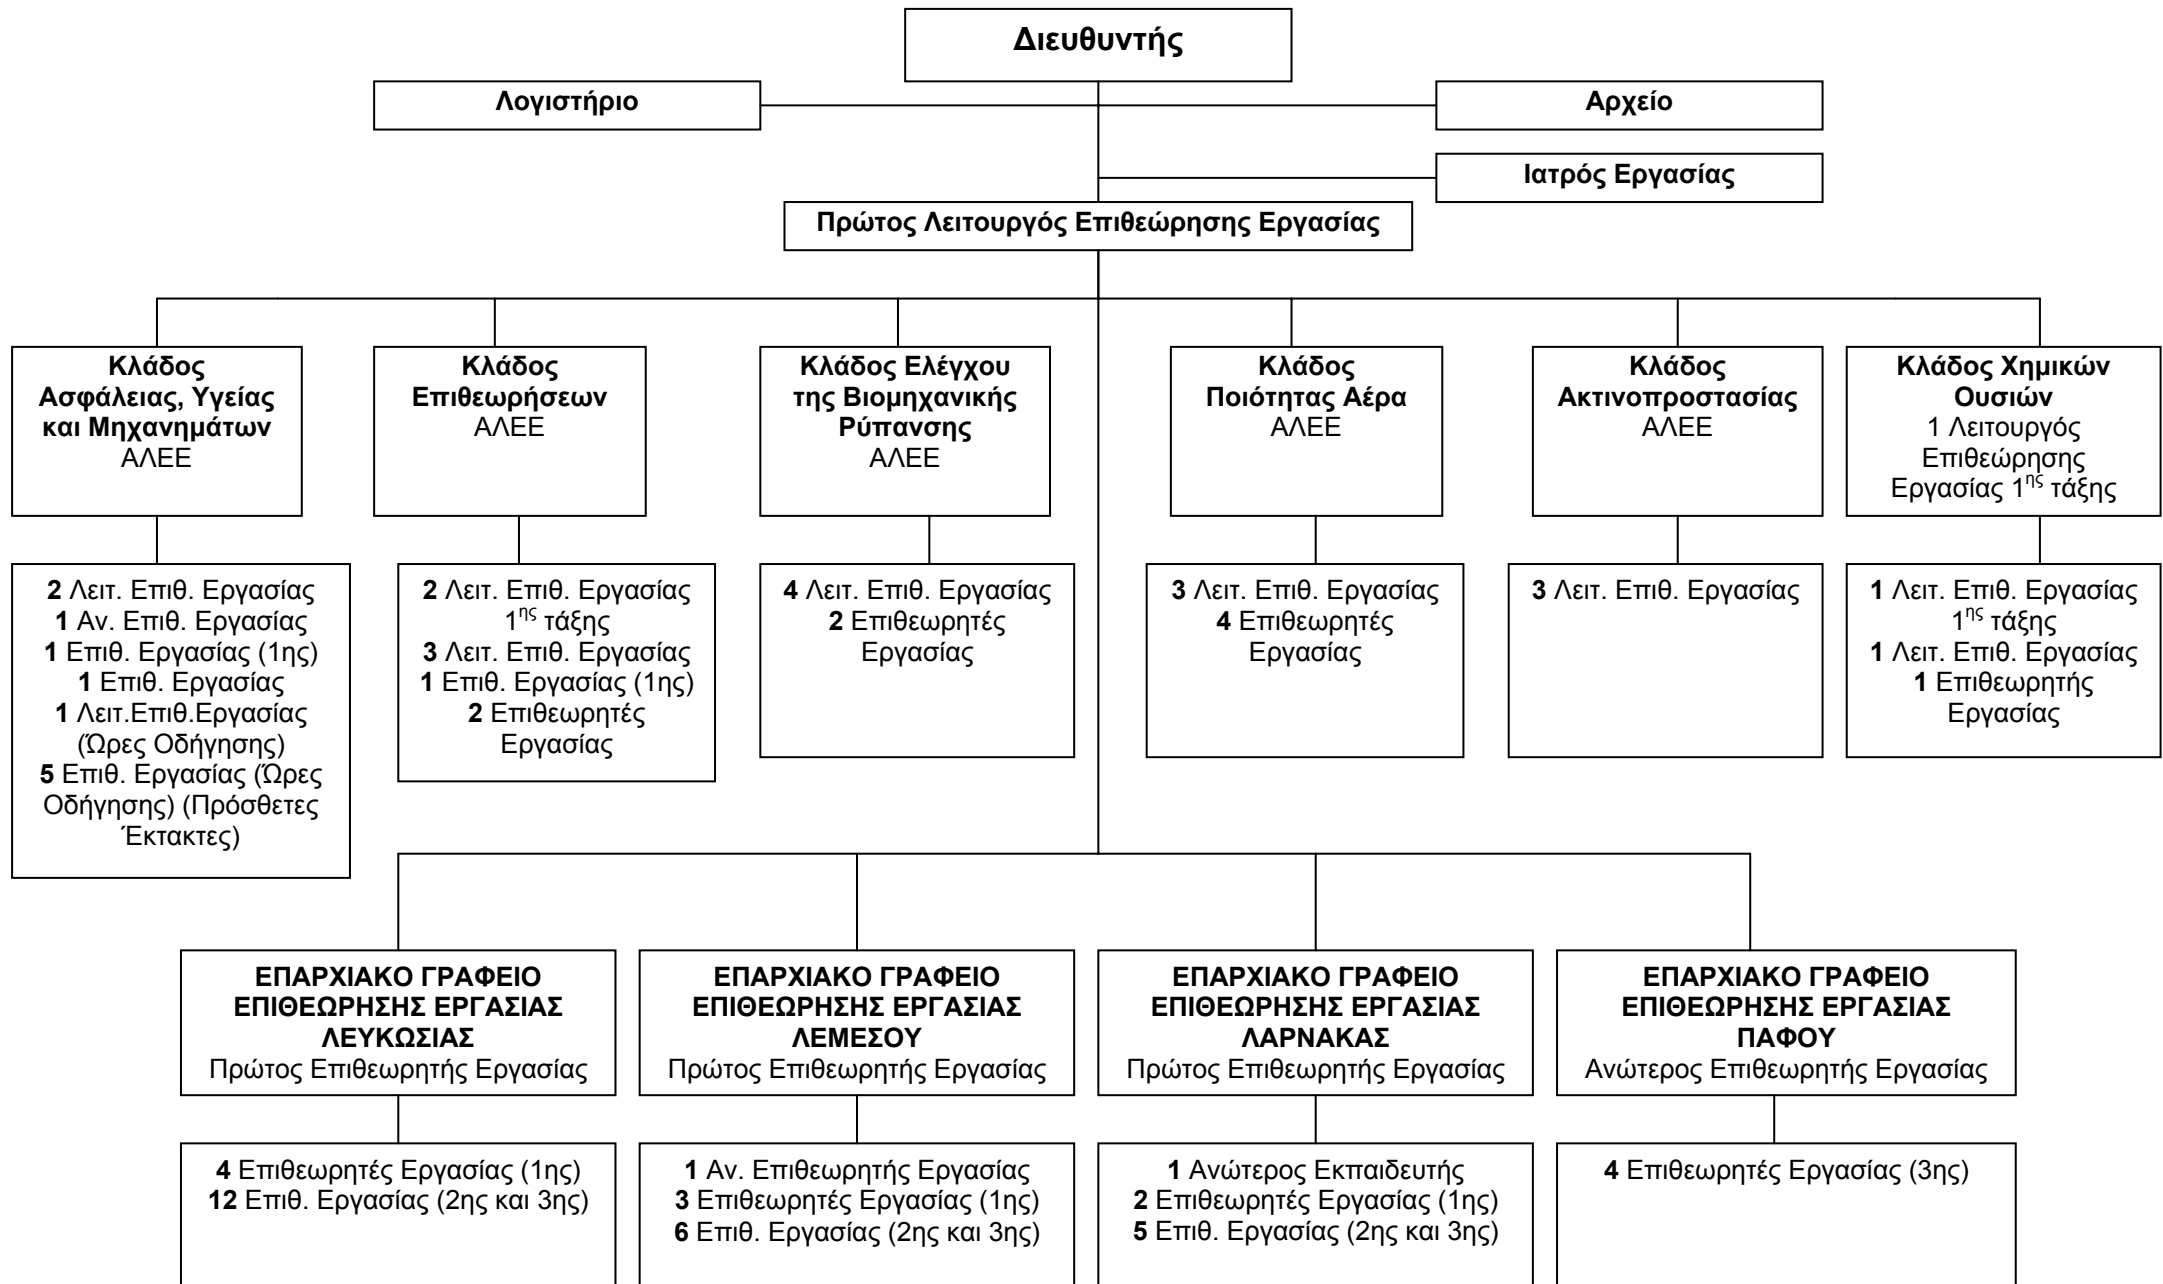 Διευθυντής
Λογιστήριο
Αρχείο
Ιατρός Εργασίας
Πρώτος Λειτουργός Επιθεώρησης Εργασίας
Κλάδος
Ασφάλειας, Υγείας
και Μηχανημάτων
ΑΛΕΕ
Κλάδος
Επιθεωρήσεων
ΑΛΕΕ
Κλάδος Ελέγχου
της Βιομηχανικής
Ρύπανσης
ΑΛΕΕ
Κλάδος
Ποιότητας Αέρα
ΑΛΕΕ
Κλάδος
Ακτινοπροστασίας
ΑΛΕΕ
Κλάδος Χημικών
Ουσιών
1 Λειτουργός
Επιθεώρησης
Εργασίας 1ης τάξης
2 Λειτ. Επιθ. Εργασίας
1 Αν. Επιθ. Εργασίας
1 Επιθ. Εργασίας (1ης)
1 Επιθ. Εργασίας
1 Λειτ.Επιθ.Εργασίας
(Ώρες Οδήγησης)
5 Επιθ. Εργασίας (Ώρες
Οδήγησης) (Πρόσθετες
Έκτακτες)
2 Λειτ. Επιθ. Εργασίας
1ης τάξης
3 Λειτ. Επιθ. Εργασίας
1 Επιθ. Εργασίας (1ης)
2 Επιθεωρητές
Εργασίας
4 Λειτ. Επιθ. Εργασίας
2 Επιθεωρητές
Εργασίας
3 Λειτ. Επιθ. Εργασίας
4 Επιθεωρητές
Εργασίας
3 Λειτ. Επιθ. Εργασίας
1 Λειτ. Επιθ. Εργασίας
1ης τάξης
1 Λειτ. Επιθ. Εργασίας
1 Επιθεωρητής
Εργασίας
ΕΠΑΡΧΙΑΚΟ ΓΡΑΦΕΙΟ
ΕΠΙΘΕΩΡΗΣΗΣ ΕΡΓΑΣΙΑΣ
ΛΕΥΚΩΣΙΑΣ
Πρώτος Επιθεωρητής Εργασίας
ΕΠΑΡΧΙΑΚΟ ΓΡΑΦΕΙΟ
ΕΠΙΘΕΩΡΗΣΗΣ ΕΡΓΑΣΙΑΣ
ΛΕΜΕΣΟΥ
Πρώτος Επιθεωρητής Εργασίας
ΕΠΑΡΧΙΑΚΟ ΓΡΑΦΕΙΟ
ΕΠΙΘΕΩΡΗΣΗΣ ΕΡΓΑΣΙΑΣ
ΛΑΡΝΑΚΑΣ
Πρώτος Επιθεωρητής Εργασίας
ΕΠΑΡΧΙΑΚΟ ΓΡΑΦΕΙΟ
ΕΠΙΘΕΩΡΗΣΗΣ ΕΡΓΑΣΙΑΣ
ΠΑΦΟΥ
Ανώτερος Επιθεωρητής Εργασίας
4 Επιθεωρητές Εργασίας (1ης)
12 Επιθ. Εργασίας (2ης και 3ης)
1 Αν. Επιθεωρητής Εργασίας
3 Επιθεωρητές Εργασίας (1ης)
6 Επιθ. Εργασίας (2ης και 3ης)
1 Ανώτερος Εκπαιδευτής
2 Επιθεωρητές Εργασίας (1ης)
5 Επιθ. Εργασίας (2ης και 3ης)
4 Επιθεωρητές Εργασίας (3ης)